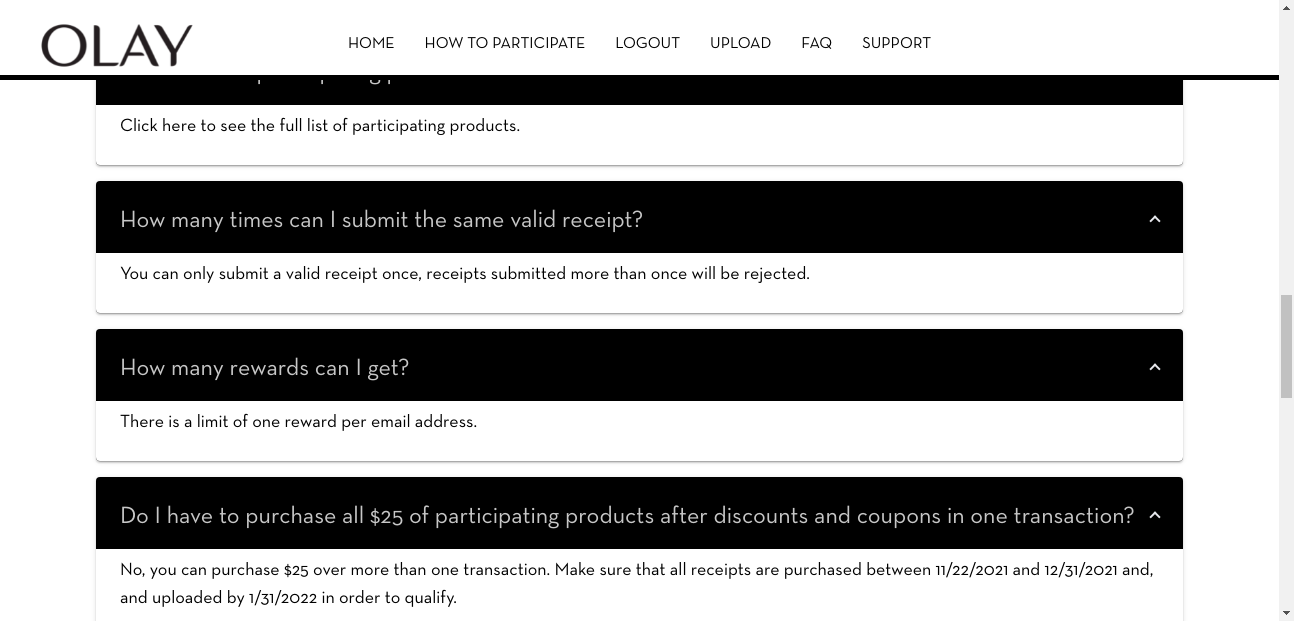 OLAY
HOME HOW TO PARTICIPATE LOGOUT UPLOAD FAQ SUPPORT
Click here to see the full list of participating products.
How many times can I submit the same valid receipt?
You can only submit a valid receipt once, receipts submitted more than once will be rejected.
How many rewards can I get?
There is a limit of one reward per email address.
Do I have to purchase all $25 of participating products after discounts and coupons in one transaction?
No, you can purchase $25 over more than one transaction. Make sure that all receipts are purchased between 11/22/2021 and 12/31/2021 and,
and uploaded by 1/31/2022 in order to qualify.